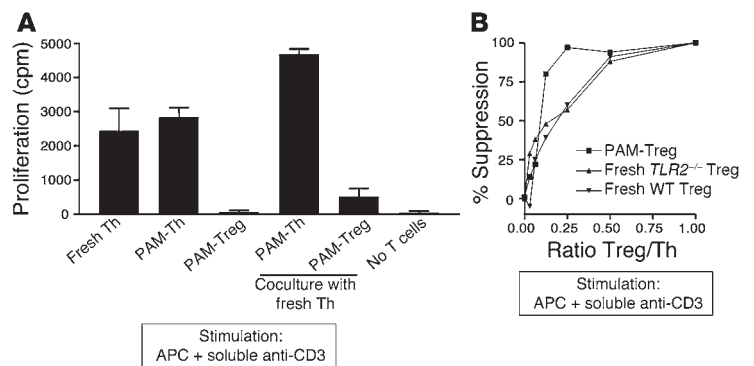 A
Proliferation (cpm)
5000
4000
3000
2000
1000
0
Fresh Th
PAM-Th
PAM-Treg
PAM-Th
PAM-Treg
No T cells
Coculture with
fresh Th
Stimulation:
APC + soluble anti-CD3
B
% Suppression
100
75
50
25
0
PAM-Treg
Fresh TLR2–/– Treg
Fresh WT Treg
0.00
0.25
0.50
0.75
1.00
Ratio Treg/Th
Stimulation:
APC + soluble anti-CD3